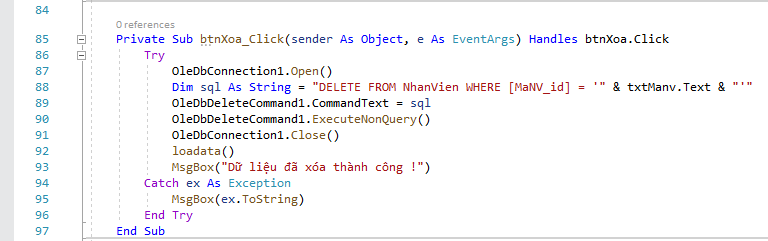 84
0 references
85 Private Sub btnXoa_Click(sender As Object, e As EventArgs) Handles btnXoa.Click
86 Try
87 OleDbConnection1.Open()
88 Dim sql As String = "DELETE FROM NhanVien WHERE [MaNV_id] = '" & txtManv.Text & "'"
89 OleDbDeleteCommand1.CommandText = sql
90 OleDbDeleteCommand1.ExecuteNonQuery()
91 OleDbConnection1.Close()
92 loadata()
93 MsgBox("Dữ liệu đã xóa thành công !")
94 Catch ex As Exception
95 MsgBox(ex.ToString)
96 End Try
97 End Sub